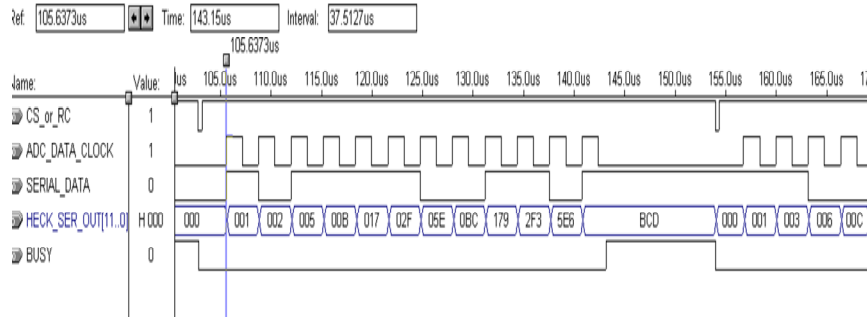 Ref: 105.6373us Time: 143.15us Interval: 37.5127us
105.6373us
Name: Value: us 105.0us 110.0us 115.0us 120.0us 125.0us 130.0us 135.0us 140.0us 145.0us 150.0us 155.0us 160.0us 165.0us 17
CS_or_RC 1
ADC_DATA_CLOCK 1
SERIAL_DATA 0
HECK_SER_OUT[11..0] H 000 000 001 002 005 00B 017 02F 05E 0BC 179 2F3 5E6 BCD 000 001 003 006 00C
BUSY 0